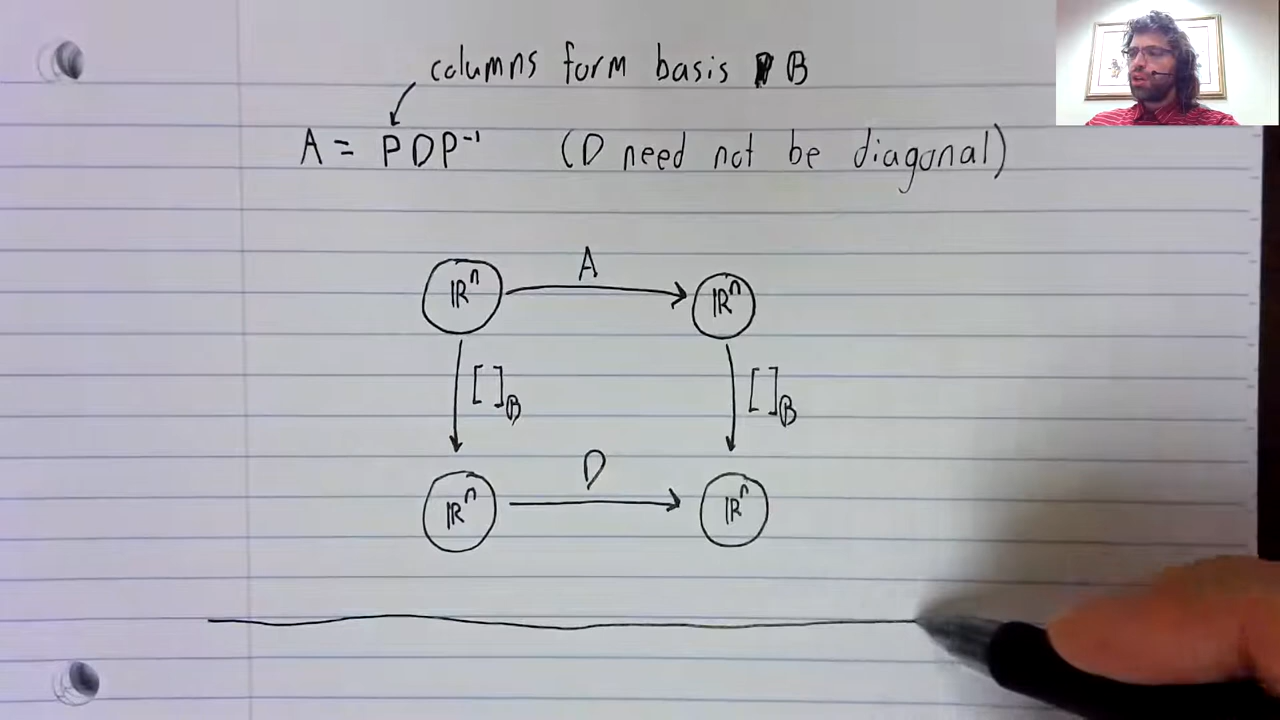 columns form basis B
A = PDP⁻¹ (D need not be diagonal)
A
ℝⁿ ℝⁿ
[ ]_B [ ]_B
D
ℝⁿ ℝⁿ